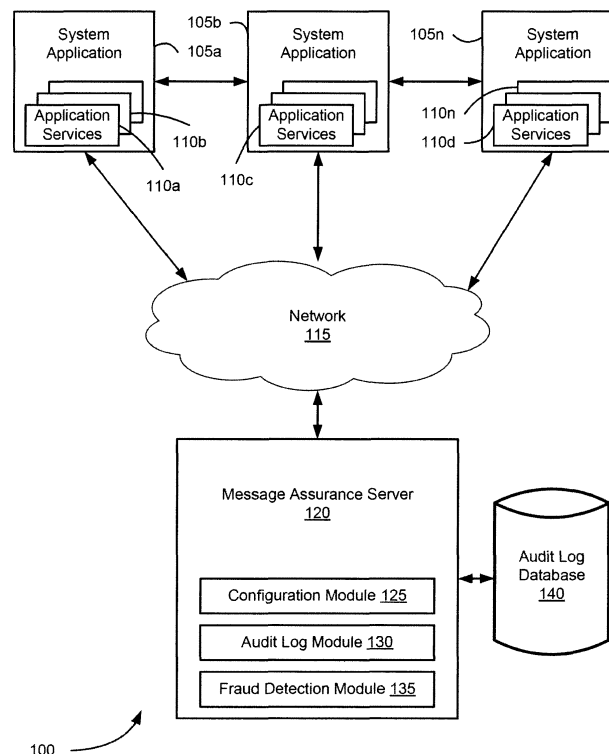 105b
105n
System
Application
105a
System
Application
System
Application
110n
Application
Services
110b
110a
Application
Services
110c
Application
Services
110d
Network
115
Message Assurance Server
120
Configuration Module 125
Audit Log Module 130
Fraud Detection Module 135
Audit Log
Database
140
100